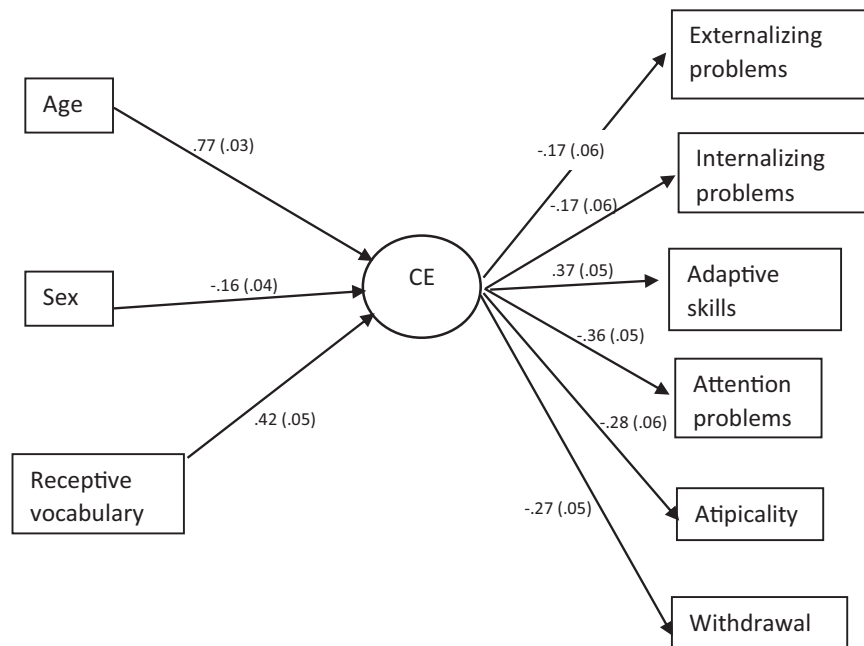 Externalizing
problems
Age
.77 (.03)
-.17 (.06)
Internalizing
problems
-.17 (.06)
CE
.37 (.05)
Adaptive
skills
Sex
-.16 (.04)
-.36 (.05)
Attention
problems
.42 (.05)
-.28 (.06)
Receptive
vocabulary
-.27 (.05)
Atipicality
Withdrawal